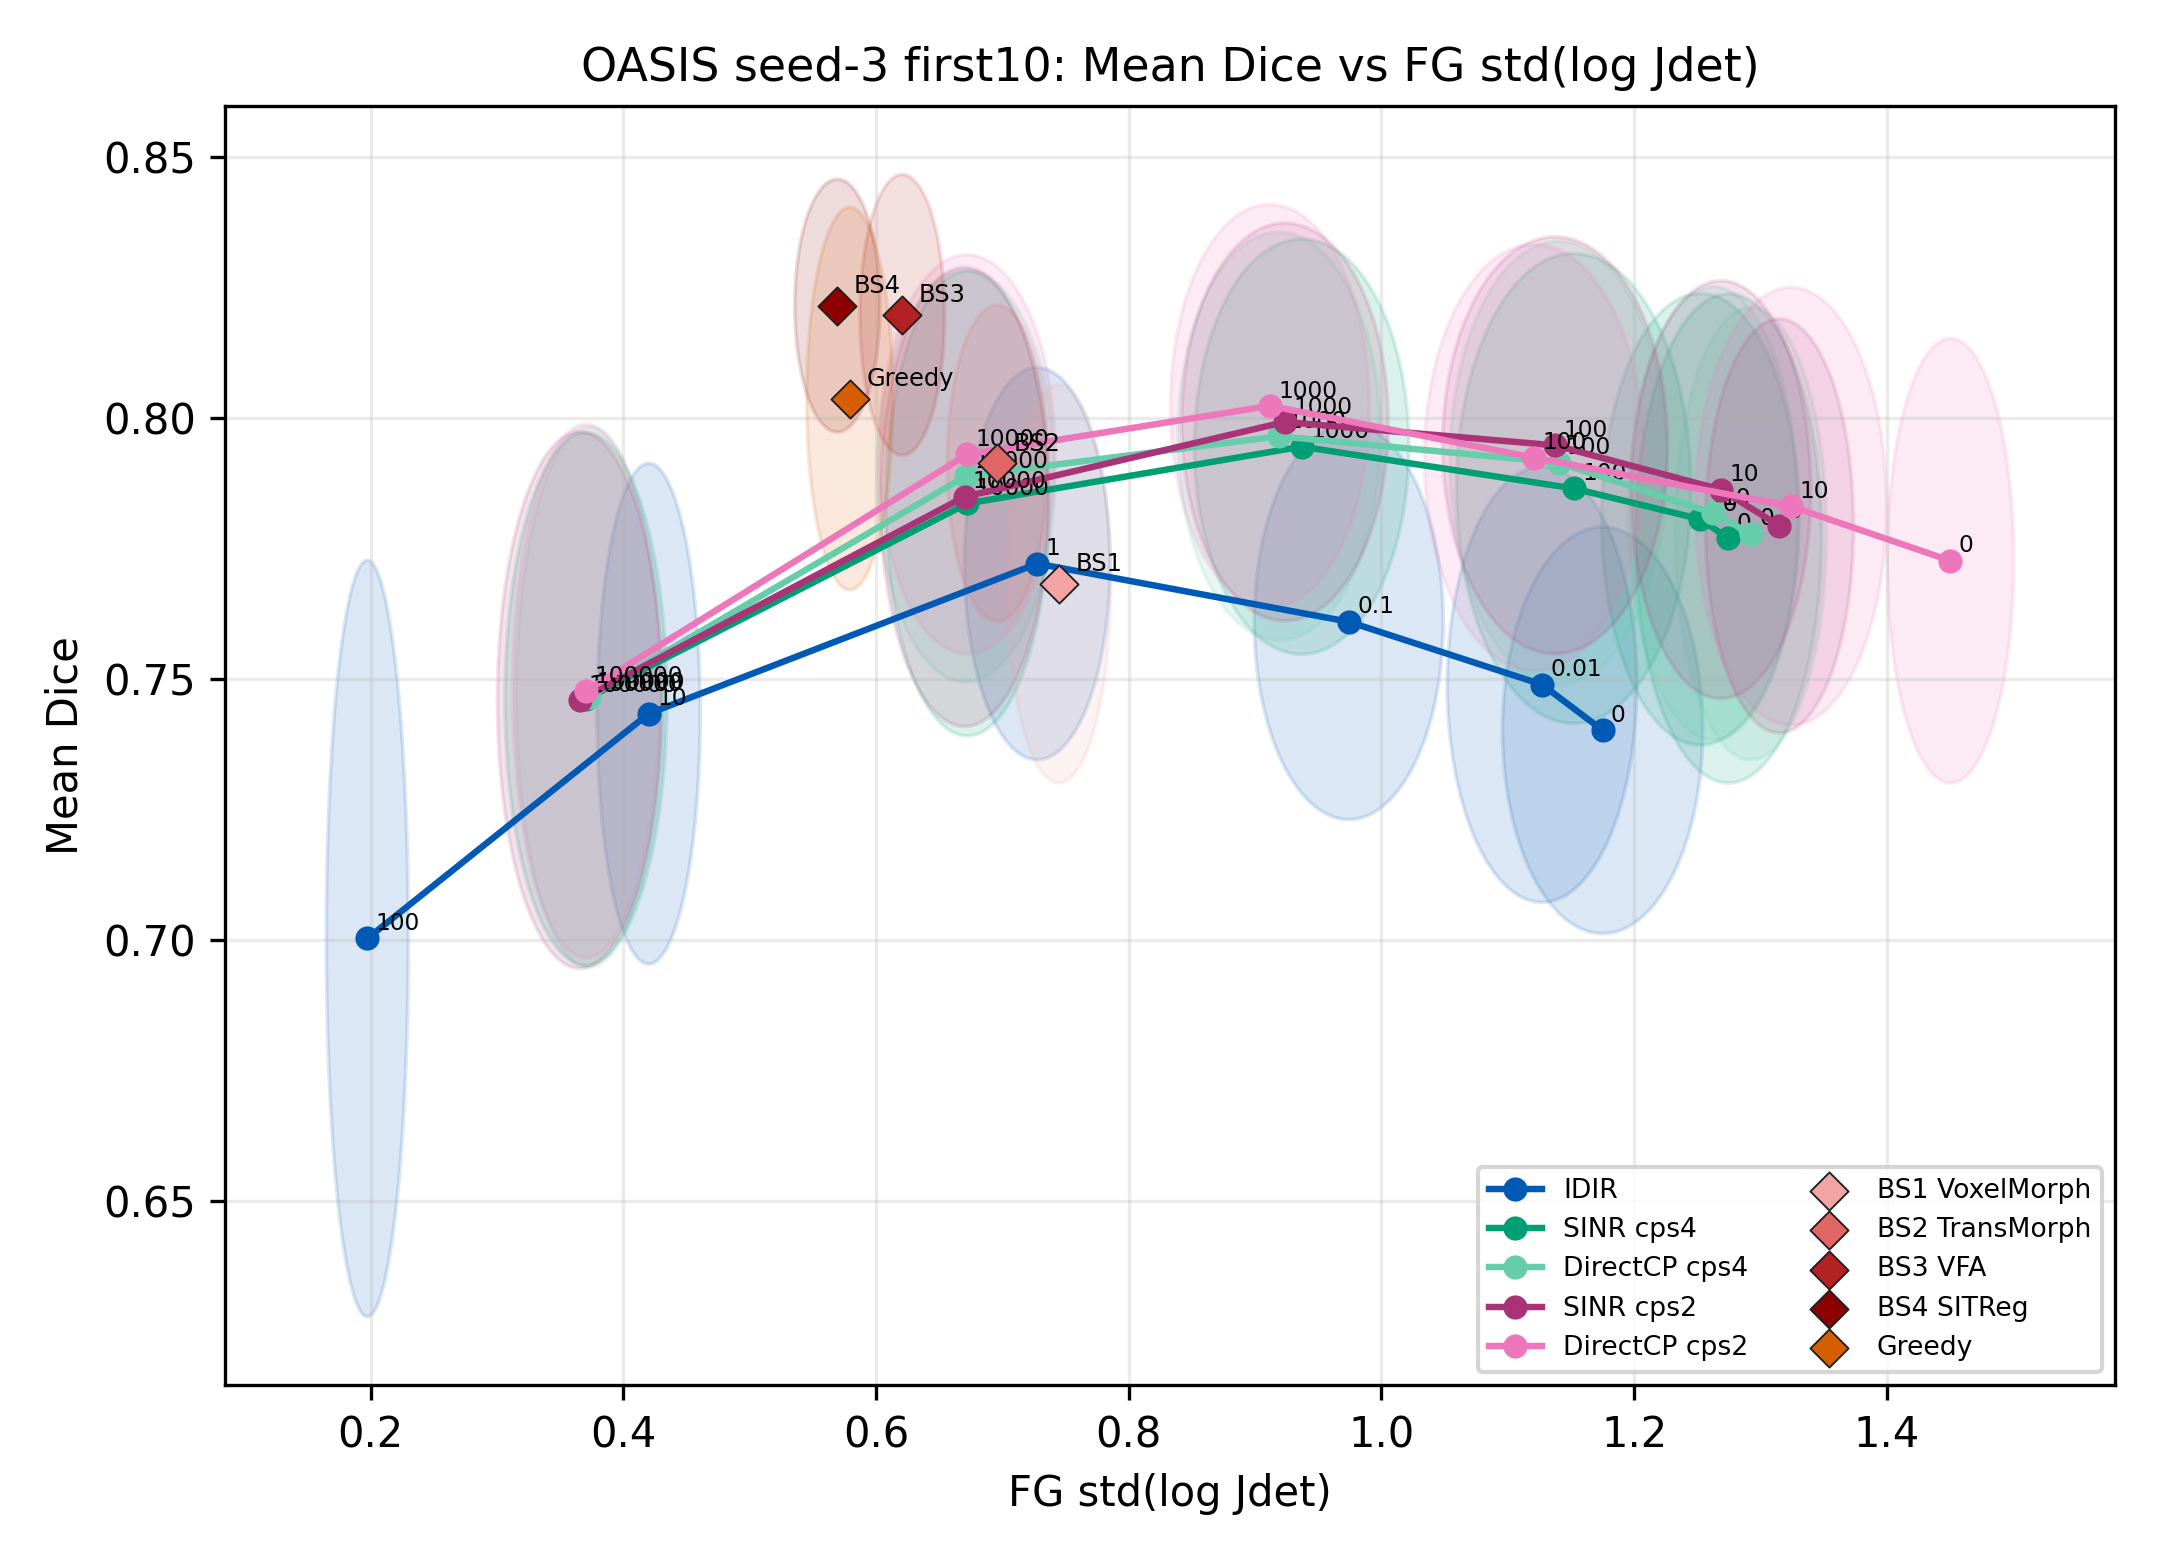 OASIS seed-3 first10: Mean Dice vs FG std(log Jdet)
0.85
0.80
0.75
0.70
0.65
Mean Dice
BS4
BS3
Greedy
1000
1000
1000
10000
BS2
10000
100
100
100
10
10
1
BS1
0
0.1
0.01
0
100000
10
100
IDIR
SINR cps4
DirectCP cps4
SINR cps2
DirectCP cps2
BS1 VoxelMorph
BS2 TransMorph
BS3 VFA
BS4 SITReg
Greedy
0.2
0.4
0.6
0.8
1.0
1.2
1.4
FG std(log Jdet)